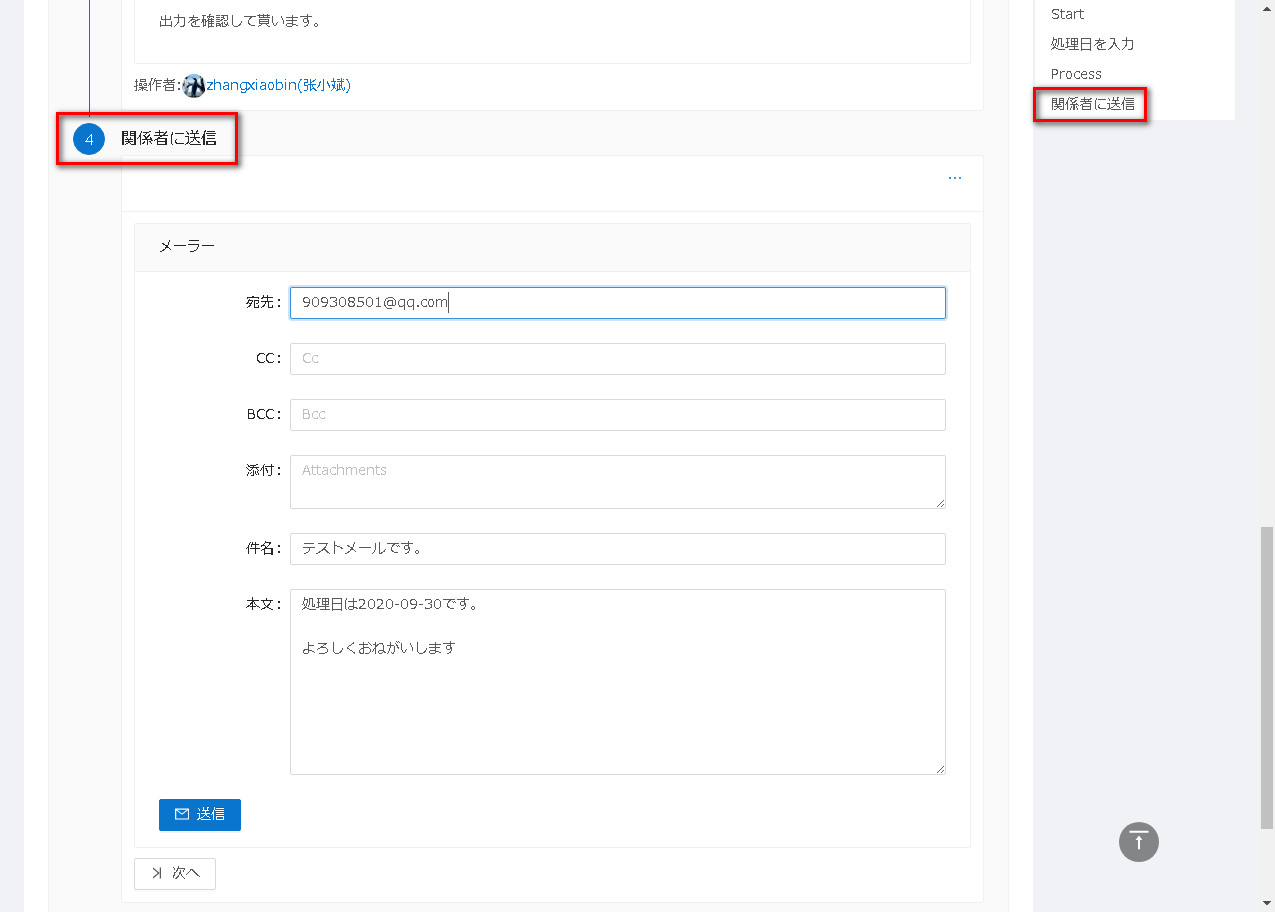 出力を確認して貰います。
操作者:zhangxiaobin(张小斌)
4 関係者に送信
...
メーラー
宛先: 909308501@qq.com
CC: Cc
BCC: Bcc
添付: Attachments
件名: テストメールです。
本文: 処理日は2020-09-30です。
よろしくおねがいします
送信
次へ
Start
処理日を入力
Process
関係者に送信